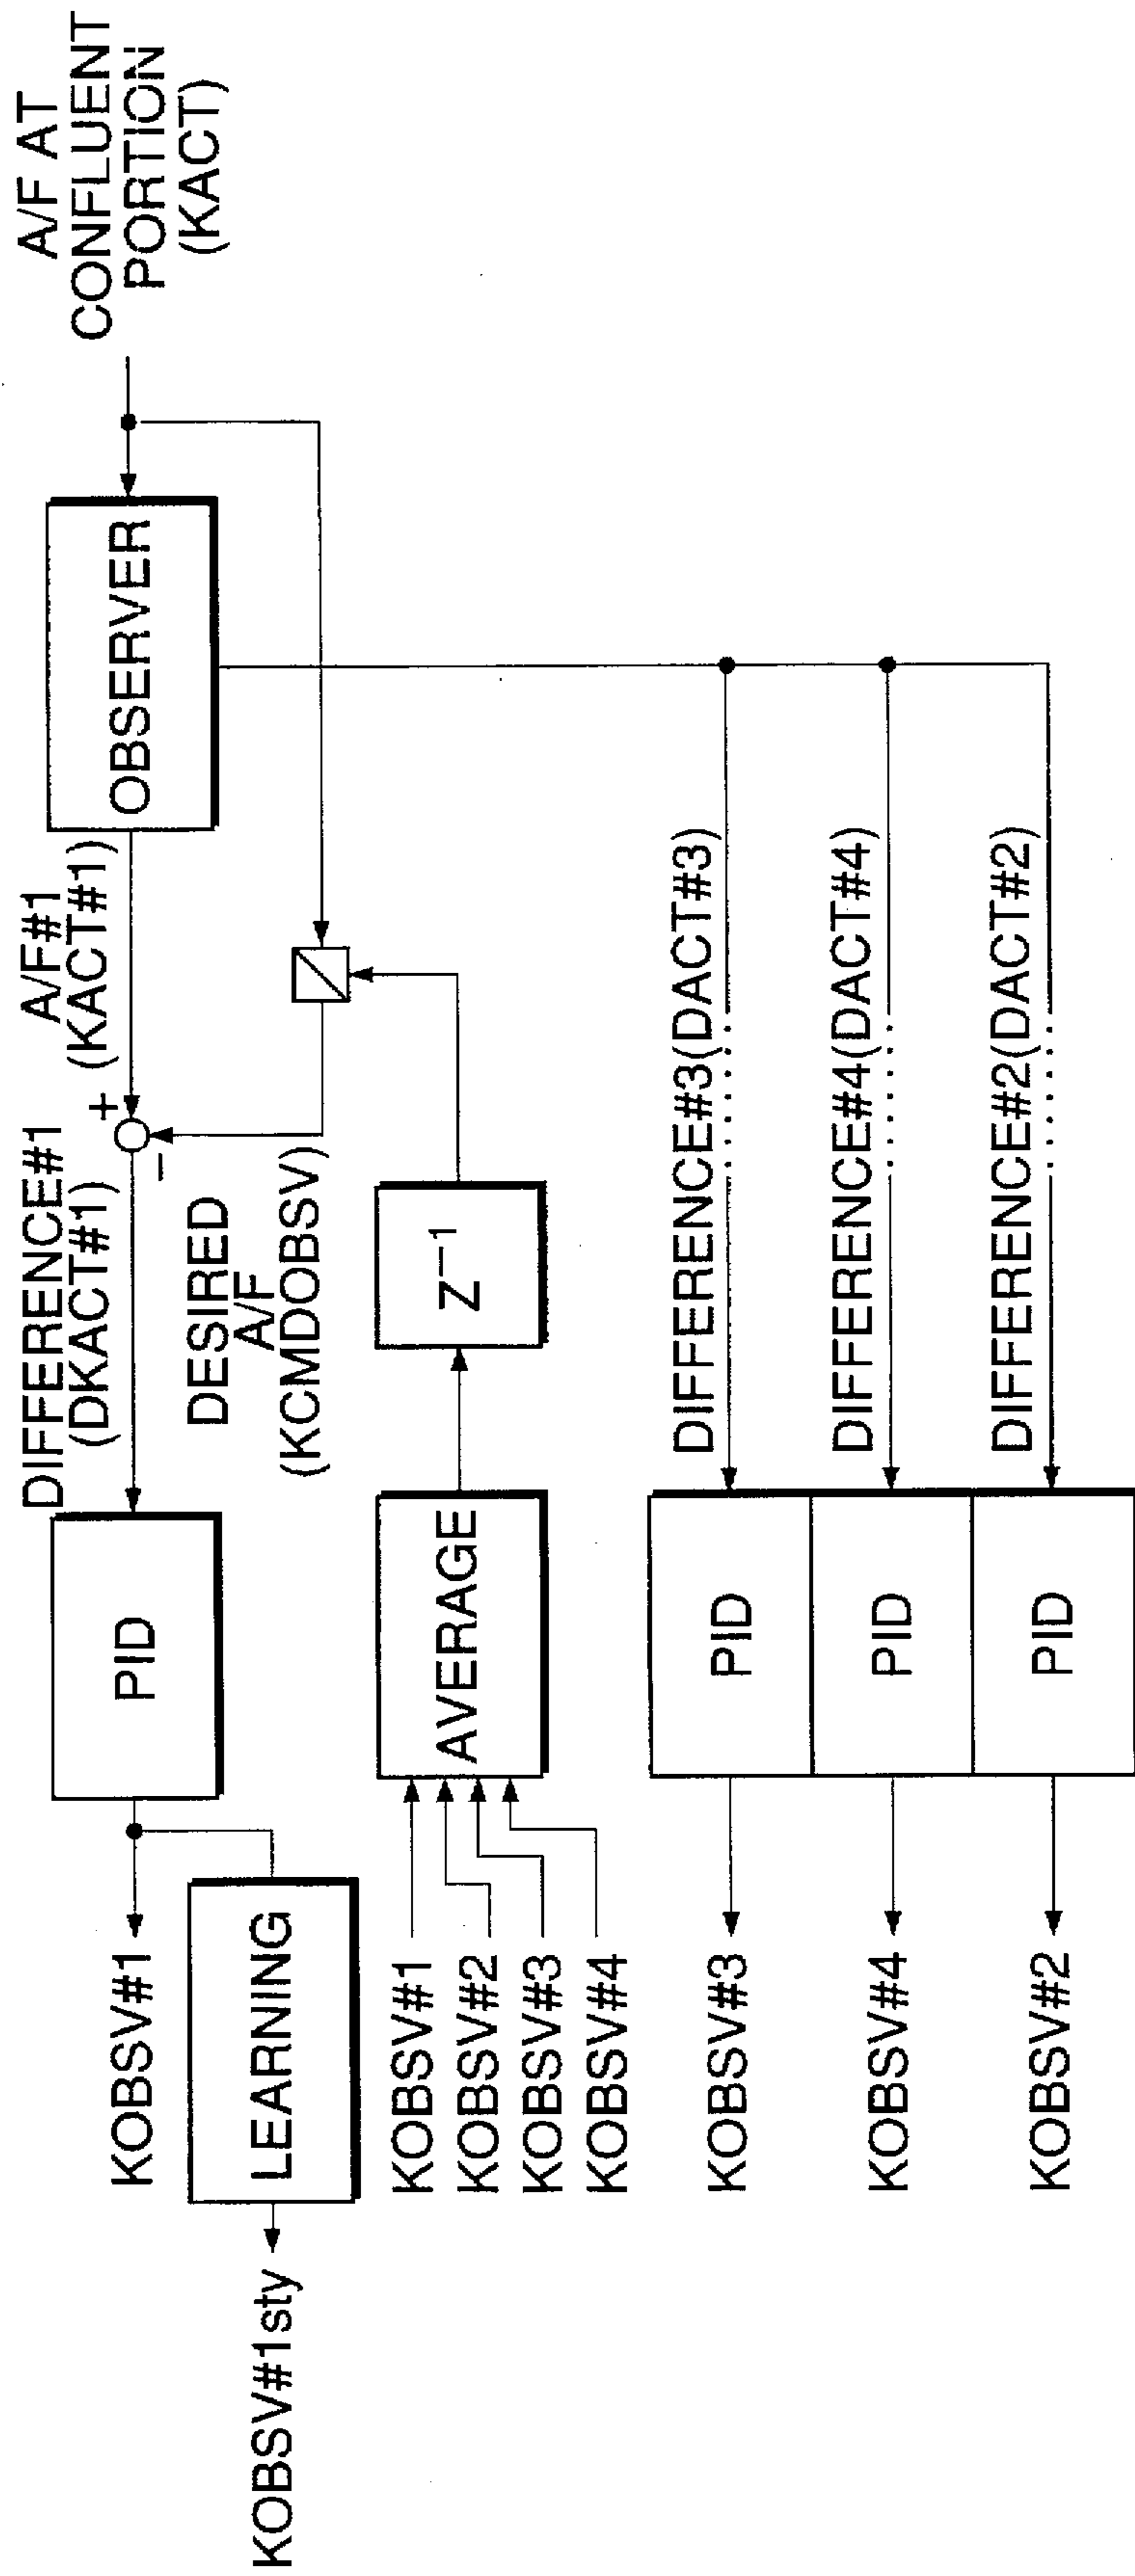 A/F AT
CONFLUENT
PORTION
(KACT)
OBSERVER
A/F#1
(KACT#1)
+
−
DIFFERENCE#1
(DKACT#1)
DESIRED
A/F
(KCMDOBSV)
PID
KOBSV#1
LEARNING
KOBSV#1sty
Z−1
AVERAGE
KOBSV#1
KOBSV#2
KOBSV#3
KOBSV#4
DIFFERENCE#3(DACT#3)
PID
KOBSV#3
DIFFERENCE#4(DACT#4)
PID
KOBSV#4
DIFFERENCE#2(DACT#2)
PID
KOBSV#2